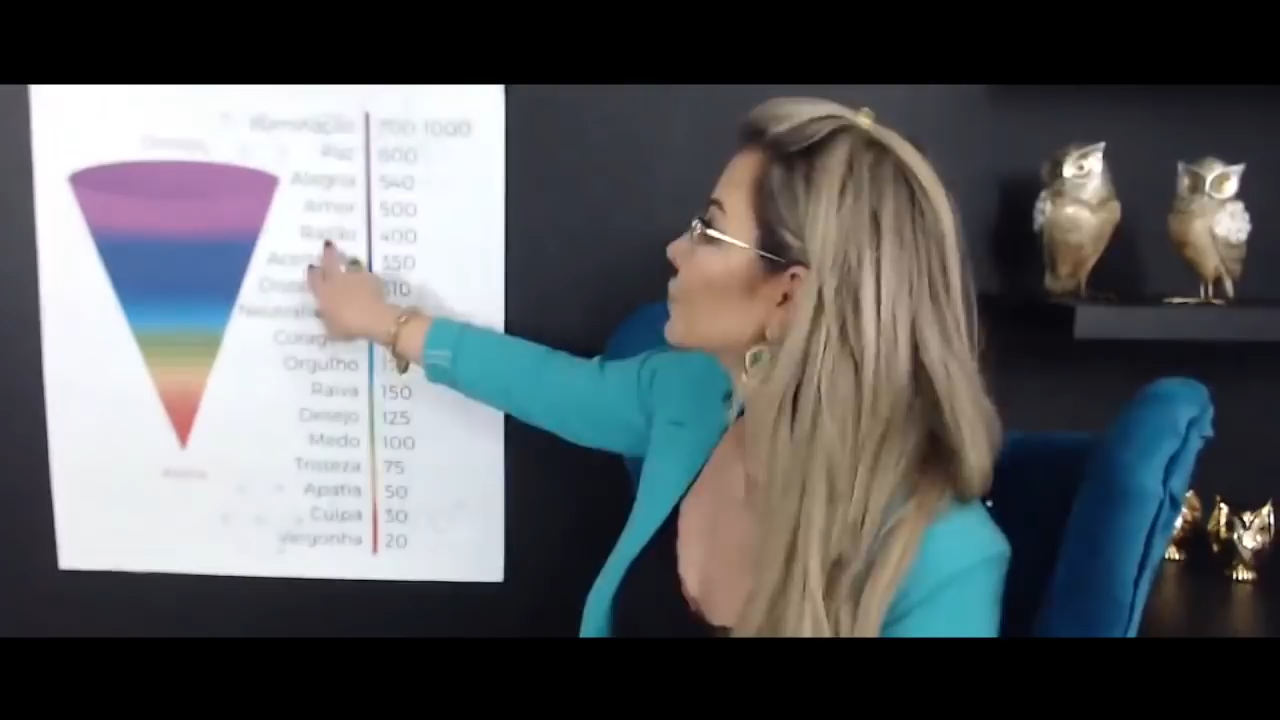 Iluminação 700 1000
Paz 600
Alegria 540
Amor 500
Razão 400
350
310
Orgulho
Raiva 150
Desejo 125
Medo 100
Tristeza 75
Apatia 50
Culpa 30
Vergonha 20